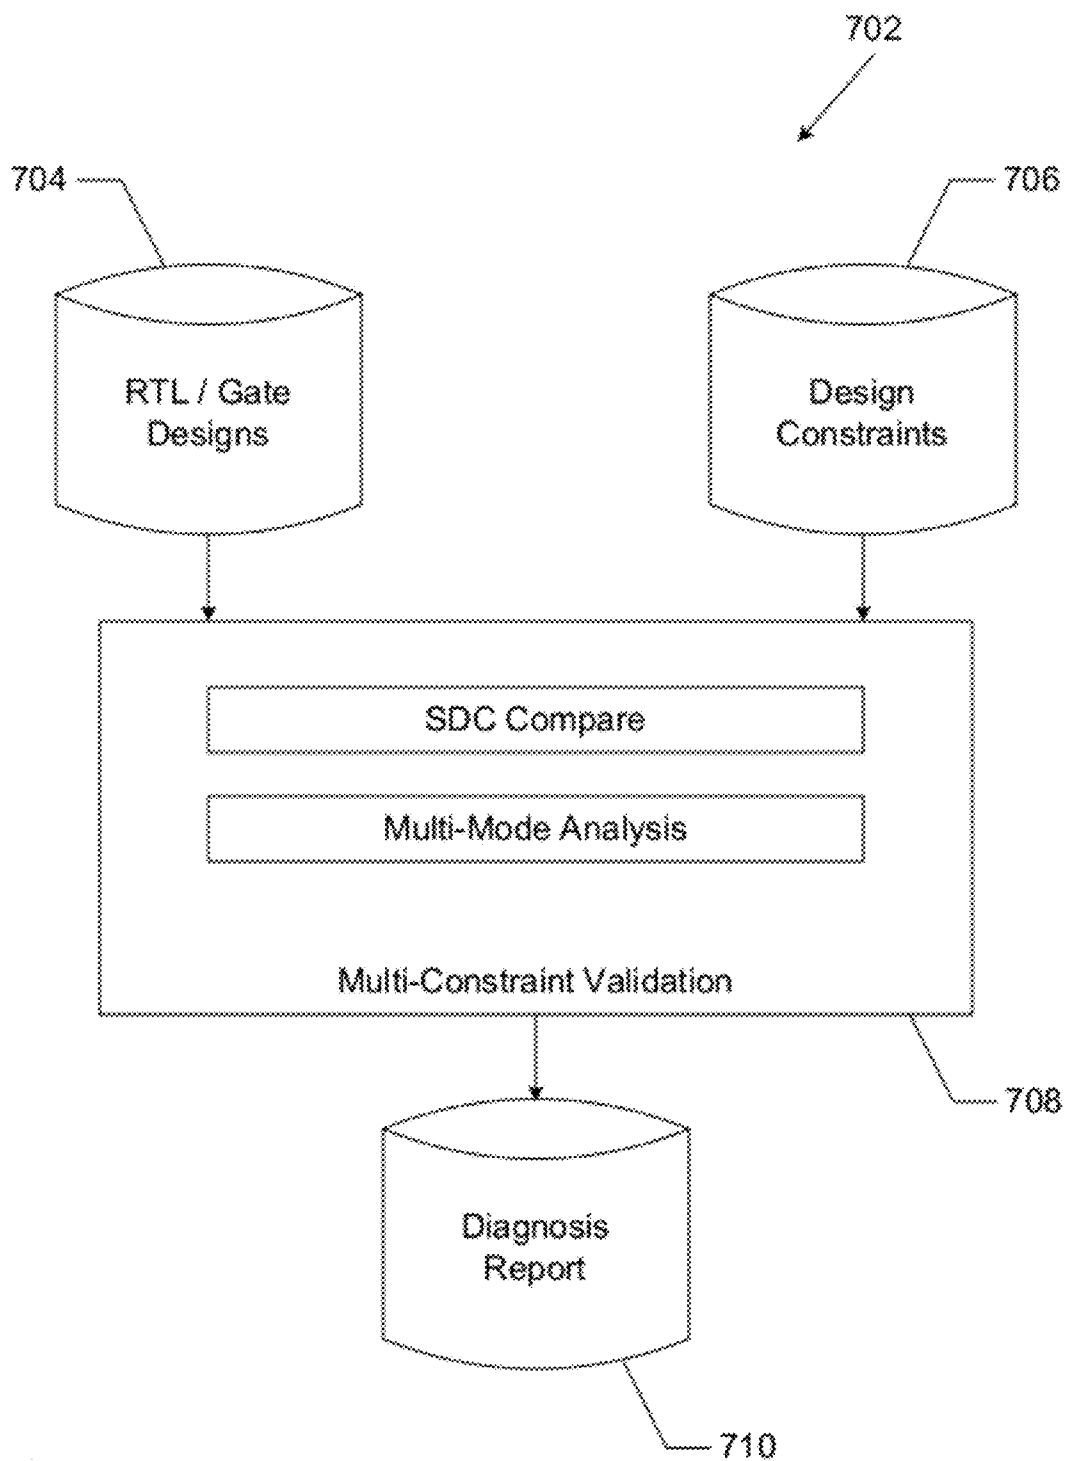 702
704
706
RTL / Gate
Designs
Design
Constraints
SDC Compare
Multi-Mode Analysis
Multi-Constraint Validation
708
Diagnosis
Report
710